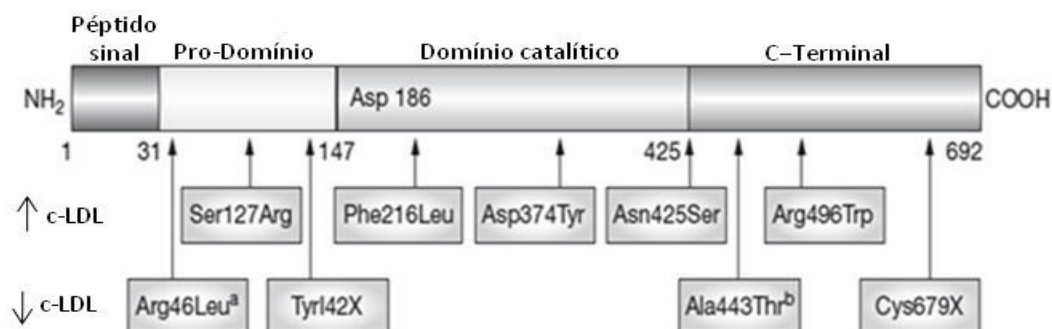 Péptido
sinal
Pro-Domínio
Domínio catalítico
C–Terminal
NH2
Asp 186
COOH
1
31
147
425
692
↑ c-LDL
Ser127Arg
Phe216Leu
Asp374Tyr
Asn425Ser
Arg496Trp
↓ c-LDL
Arg46Leua
Tyrl42X
Ala443Thrb
Cys679X